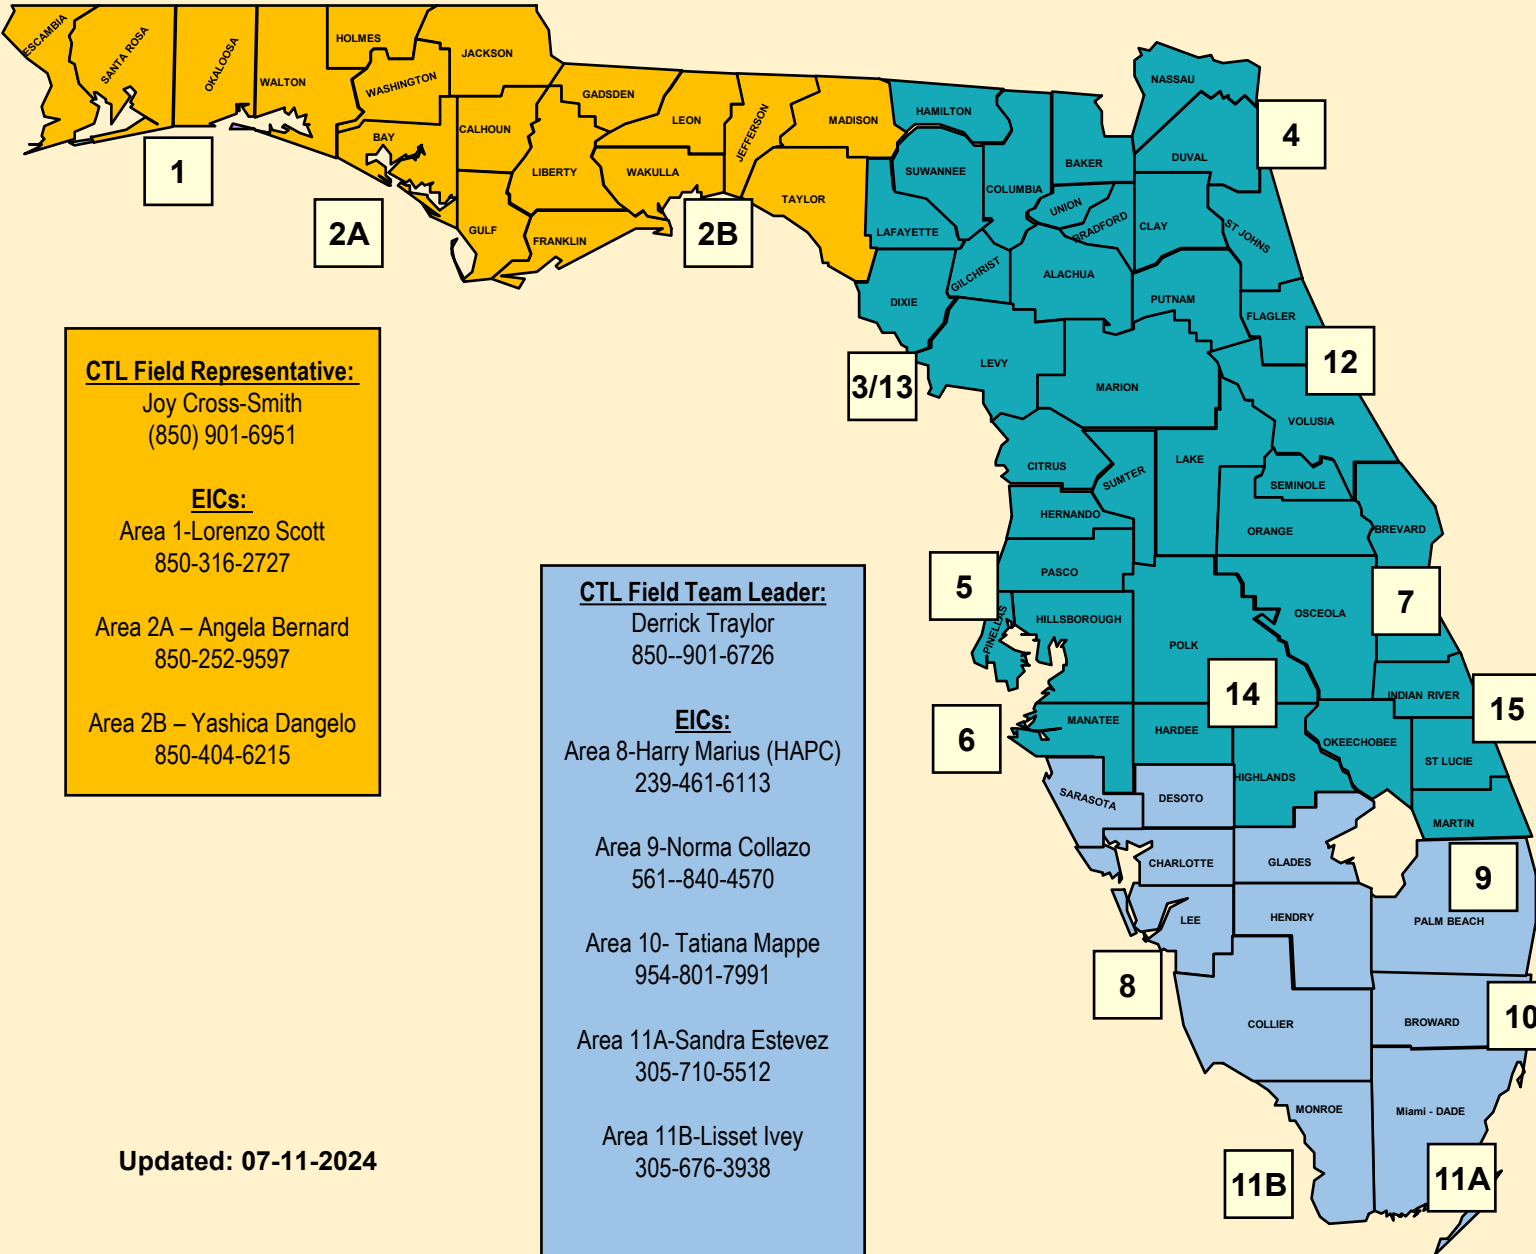 ESCAMBIA
SANTA ROSA
OKALOOSA
WALTON
HOLMES
WASHINGTON
JACKSON
BAY
CALHOUN
GULF
GADSDEN
LIBERTY
FRANKLIN
LEON
WAKULLA
JEFFERSON
MADISON
TAYLOR
HAMILTON
SUWANNEE
LAFAYETTE
COLUMBIA
BAKER
NASSAU
DUVAL
UNION
BRADFORD
CLAY
ST JOHNS
DIXIE
GILCHRIST
ALACHUA
PUTNAM
FLAGLER
LEVY
MARION
VOLUSIA
CITRUS
SUMTER
LAKE
SEMINOLE
HERNANDO
ORANGE
BREVARD
PASCO
PINELLAS
HILLSBOROUGH
POLK
OSCEOLA
INDIAN RIVER
MANATEE
HARDEE
OKEECHOBEE
ST LUCIE
HIGHLANDS
SARASOTA
DESOTO
MARTIN
CHARLOTTE
GLADES
LEE
HENDRY
PALM BEACH
COLLIER
BROWARD
MONROE
Miami - DADE
1
2A
2B
4
3/13
12
5
7
14
6
15
9
8
10
11B
11A
CTL Field Representative:
Joy Cross-Smith
(850) 901-6951
EICs:
Area 1-Lorenzo Scott
850-316-2727
Area 2A – Angela Bernard
850-252-9597
Area 2B – Yashica Dangelo
850-404-6215
CTL Field Team Leader:
Derrick Traylor
850--901-6726
EICs:
Area 8-Harry Marius (HAPC)
239-461-6113
Area 9-Norma Collazo
561--840-4570
Area 10- Tatiana Mappe
954-801-7991
Area 11A-Sandra Estevez
305-710-5512
Area 11B-Lisset Ivey
305-676-3938
Updated: 07-11-2024